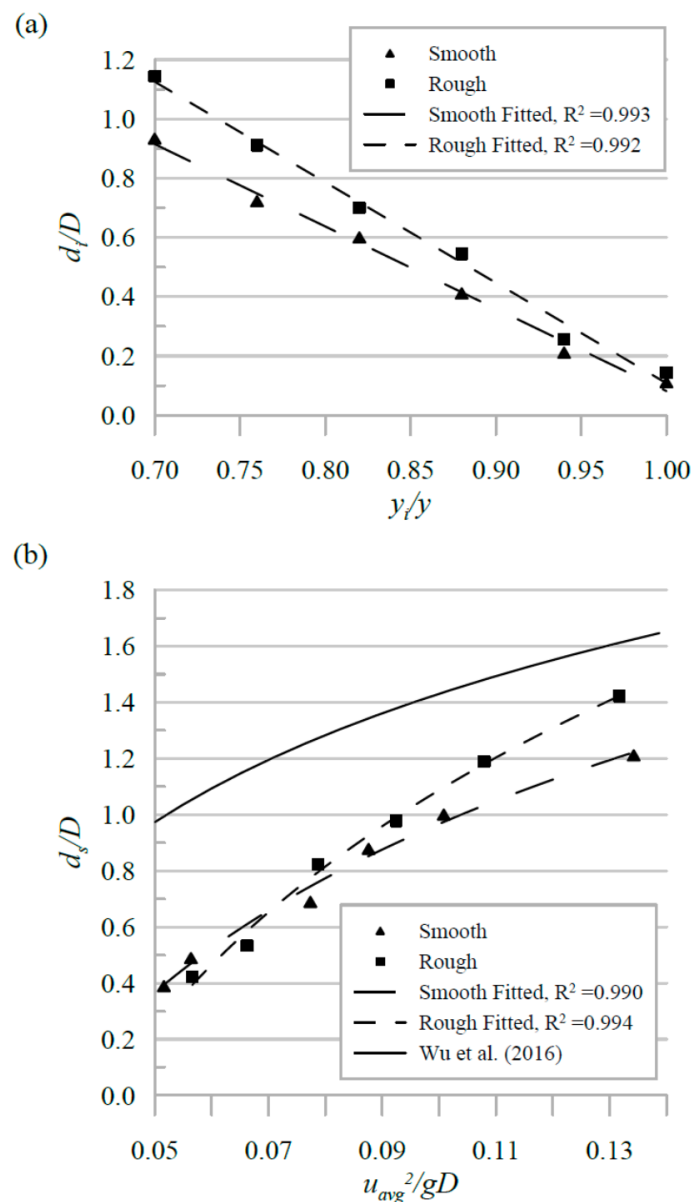 (a)
Smooth
Rough
Smooth Fitted, R² =0.993
Rough Fitted, R² =0.992
1.2
1.0
0.8
0.6
0.4
0.2
0.0
dᵢ/D
0.70 0.75 0.80 0.85 0.90 0.95 1.00
yᵢ/y
(b)
1.8
1.6
1.4
1.2
1.0
0.8
0.6
0.4
0.2
0.0
dₛ/D
Smooth
Rough
Smooth Fitted, R² =0.990
Rough Fitted, R² =0.994
Wu et al. (2016)
0.05 0.07 0.09 0.11 0.13
u_avg²/gD